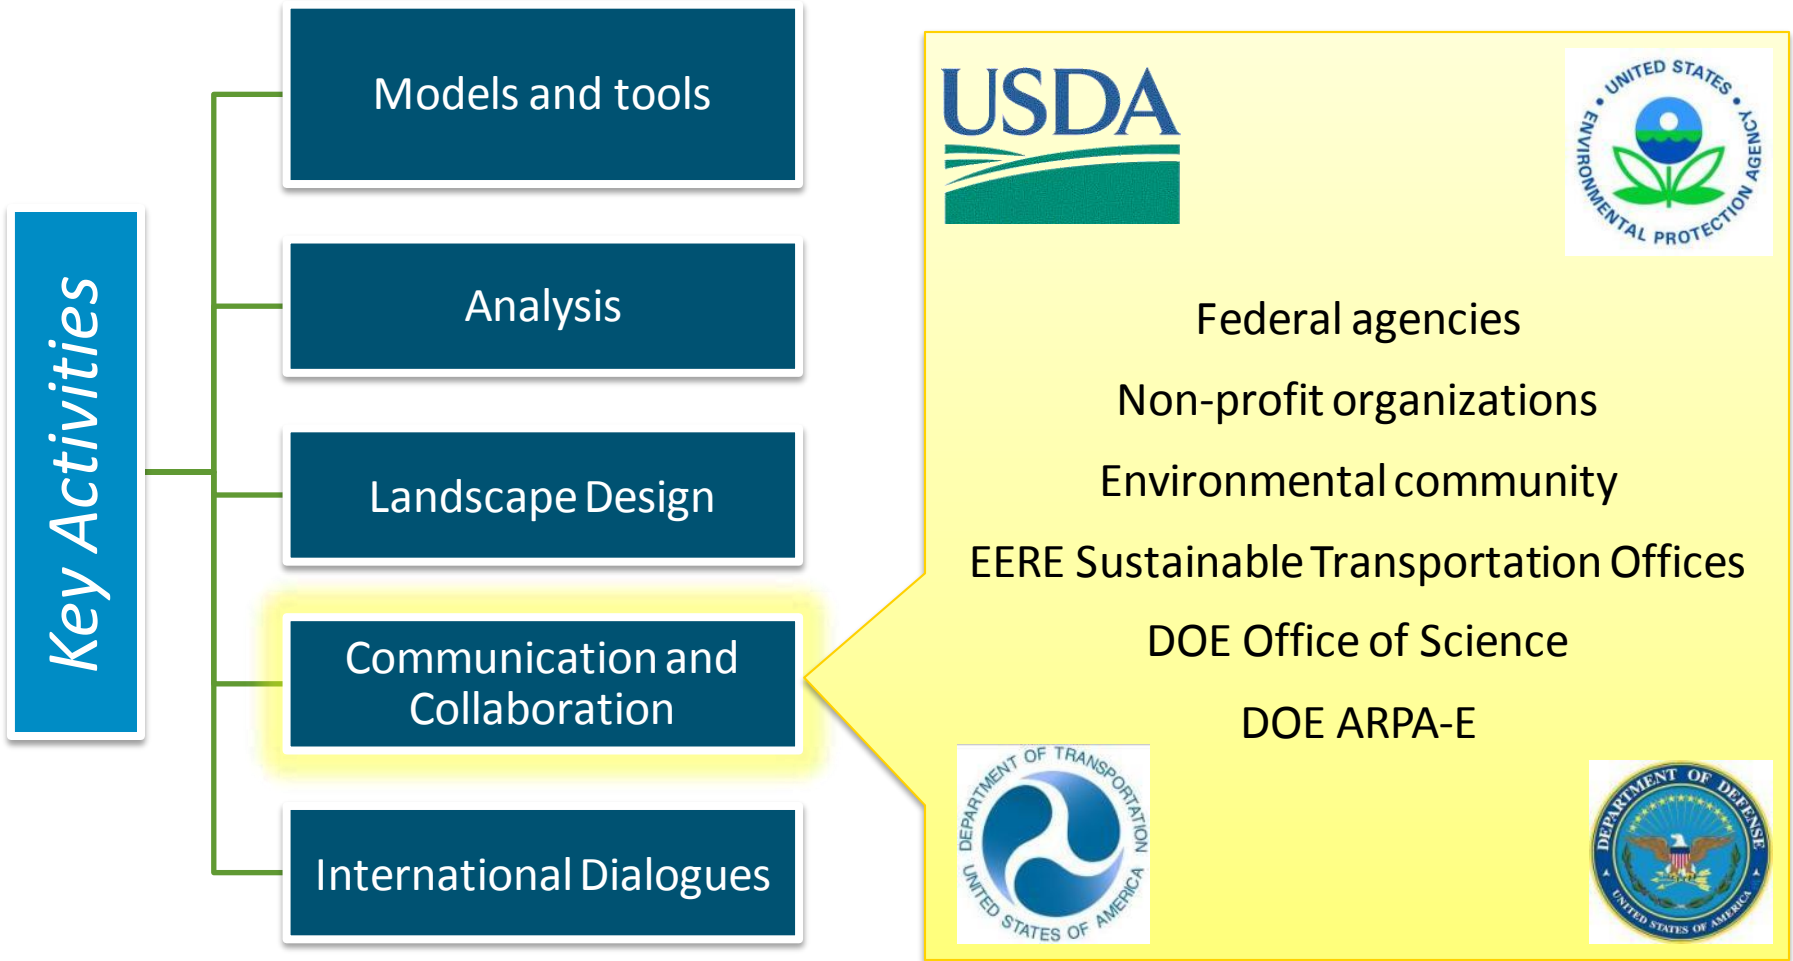 Key Activities
Models and tools
Analysis
Landscape Design
Communication and
Collaboration
International Dialogues
USDA
UNITED STATES • ENVIRONMENTAL PROTECTION AGENCY •
Federal agencies
Non-profit organizations
Environmental community
EERE Sustainable Transportation Offices
DOE Office of Science
DOE ARPA-E
DEPARTMENT OF TRANSPORTATION
UNITED STATES OF AMERICA
DEPARTMENT OF DEFENSE
UNITED STATES OF AMERICA